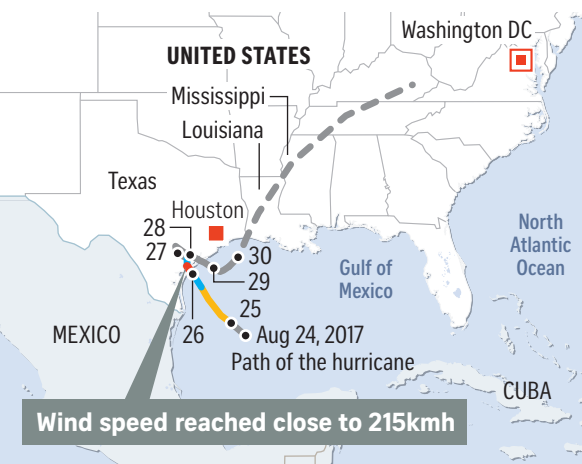 Washington DC
UNITED STATES
Mississippi
Louisiana
Texas
Houston
28
27
30
29
North
Atlantic
Ocean
Gulf of
Mexico
25
26
MEXICO
Aug 24, 2017
Path of the hurricane
CUBA
Wind speed reached close to 215kmh